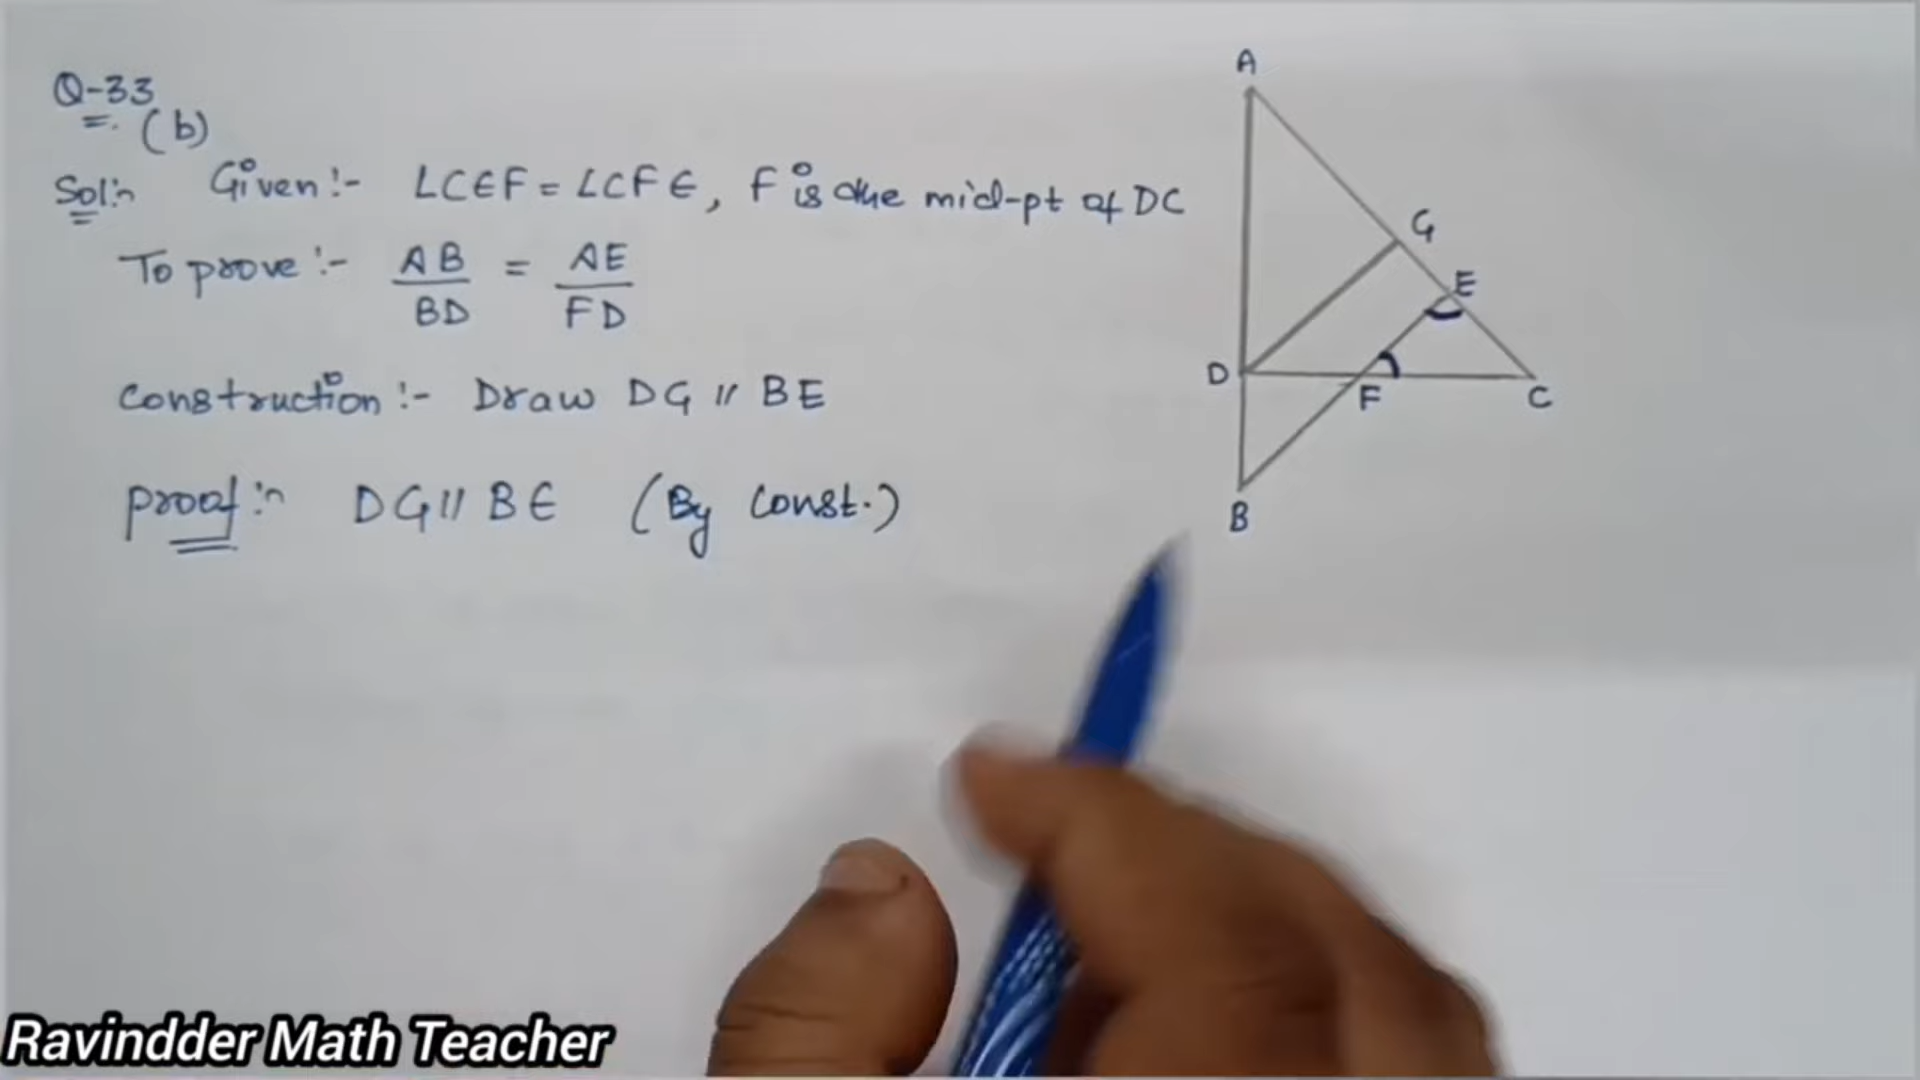 Q-33
(b)
Sol:n Given:- ∠CEF = ∠CFE, F is the mid-pt of DC
To prove:- AB/BD = AE/FD
Construction:- Draw DG // BE
Proof:n DG // BE (By Const.)
A
G
E
D
F
C
B
Ravindder Math Teacher